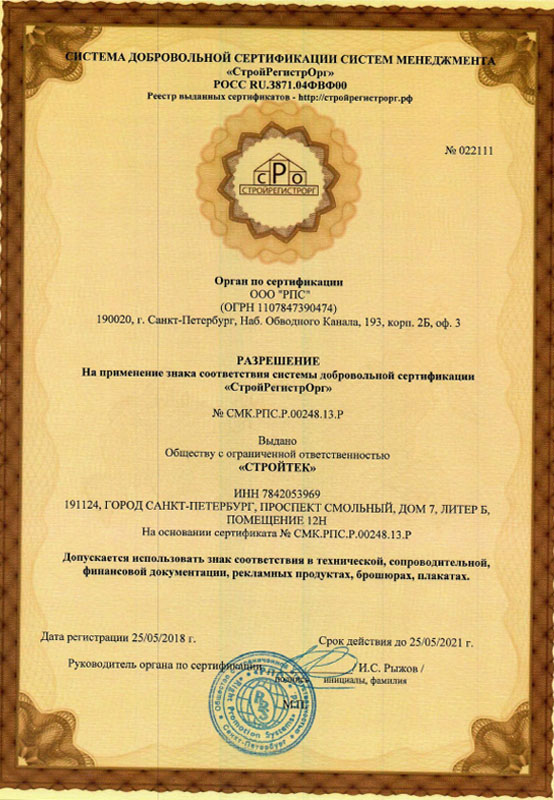 СИСТЕМА ДОБРОВОЛЬНОЙ СЕРТИФИКАЦИИ СИСТЕМ МЕНЕДЖМЕНТА
«СтройРегистрОрг»
РОСС RU.3871.04ФВФ00
Реестр выданных сертификатов - http://стройрегистрорг.рф
№ 022111
СРО
СТРОЙРЕГИСТРОРГ
Орган по сертификации
ООО "РПС"
(ОГРН 1107847390474)
190020, г. Санкт-Петербург, Наб. Обводного Канала, 193, корп. 2Б, оф. 3
РАЗРЕШЕНИЕ
На применение знака соответствия системы добровольной сертификации
«СтройРегистрОрг»
№ СМК.РПС.Р.00248.13.Р
Выдано
Обществу с ограниченной ответственностью
«СТРОЙТЕК»
ИНН 7842053969
191124, ГОРОД САНКТ-ПЕТЕРБУРГ, ПРОСПЕКТ СМОЛЬНЫЙ, ДОМ 7, ЛИТЕР Б,
ПОМЕЩЕНИЕ 12Н
На основании сертификата № СМК.РПС.Р.00248.13.Р
Допускается использовать знак соответствия в технической, сопроводительной,
финансовой документации, рекламных продуктах, брошюрах, плакатах.
Дата регистрации 25/05/2018 г.
Срок действия до 25/05/2021 г.
Руководитель органа по сертификации
/ И.С. Рыжов /
подпись
инициалы, фамилия
М.П.
Promotion Systems
Санкт-Петербург